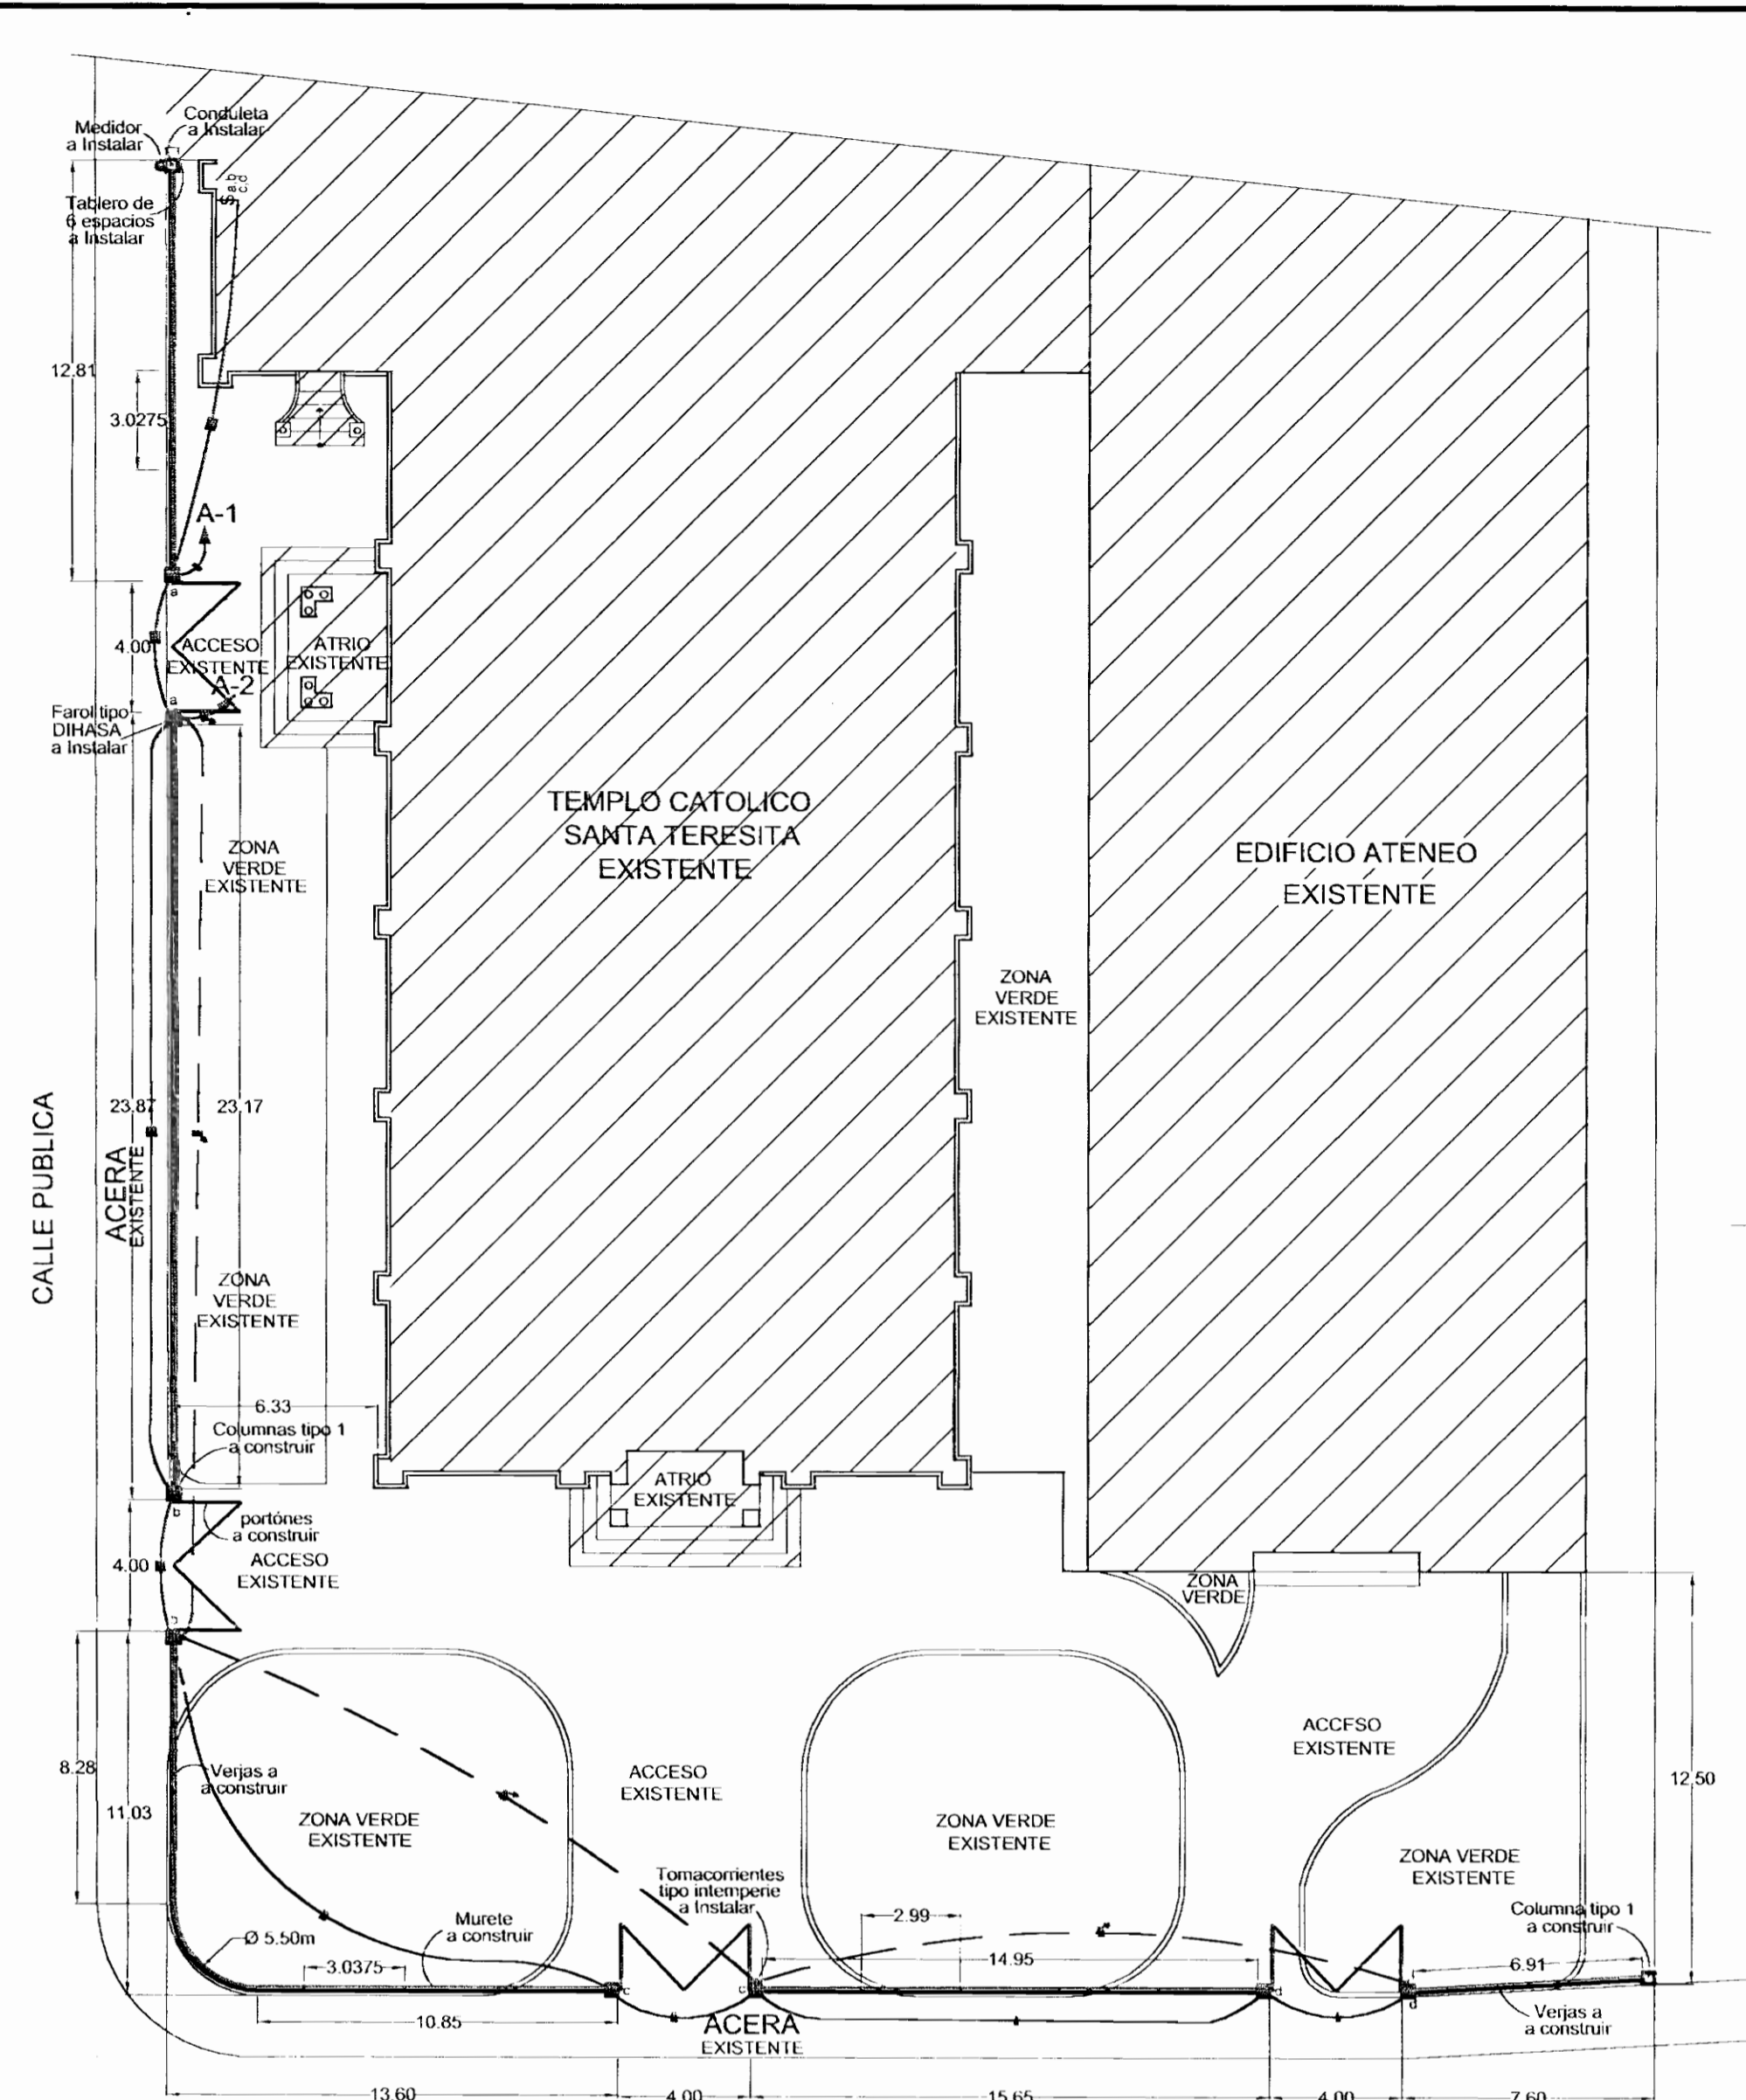 Conduleta
a Instalar
Medidor
a Instalar
S a,b
c,d
Tablero de
6 espacios
a Instalar
12.81
3.0275
A-1
a
4.00
ACCESO
EXISTENTE
ATRIO
EXISTENTE
A-2
a
Farol tipo
DIHASA
a Instalar
TEMPLO CATOLICO
SANTA TERESITA
EXISTENTE
EDIFICIO ATENEO
EXISTENTE
ZONA
VERDE
EXISTENTE
ZONA
VERDE
EXISTENTE
23.87
23.17
CALLE PUBLICA
ACERA
EXISTENTE
ZONA
VERDE
EXISTENTE
6.33
Columnas tipo 1
a construir
ATRIO
EXISTENTE
b
portónes
a construir
4.00
ACCESO
EXISTENTE
ZONA
VERDE
8.28
11.03
Verjas a
a construir
ZONA VERDE
EXISTENTE
ACCESO
EXISTENTE
ZONA VERDE
EXISTENTE
ACCESO
EXISTENTE
12.50
ZONA VERDE
EXISTENTE
Tomacorrientes
tipo intemperie
a Instalar
2.99
Columna tipo 1
a construir
Murete
a construir
Ø 5.50m
3.0375
14.95
6.91
c
c
d
d
10.85
ACERA
EXISTENTE
Verjas a
a construir
13.60
4.00
15.65
4.00
7.60